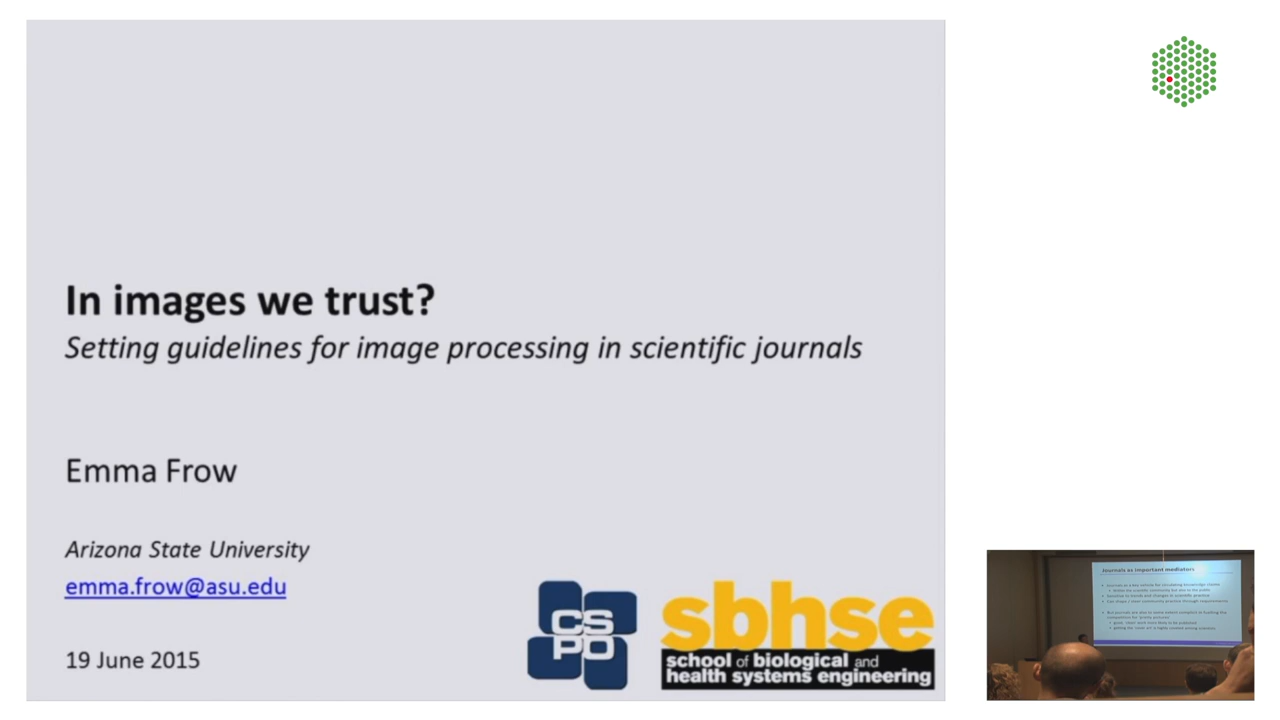 In images we trust?
Setting guidelines for image processing in scientific journals
Emma Frow
Arizona State University
emma.frow@asu.edu
19 June 2015
CS
PO
sbhse
school of biological and
health systems engineering
Journals as important mediators